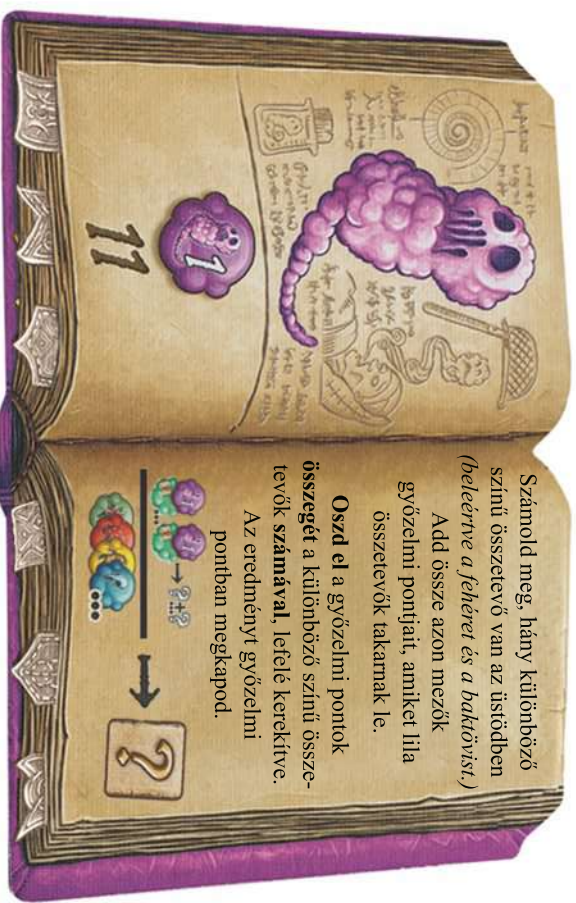 1
11
Számold meg, hány különböző
színű összetevő van az üstödben
(beleértve a fehéret és a baktövist.)
Add össze azon mezők
győzelmi pontjait, amiket lila
összetevők takarnak le.
Oszd el a győzelmi pontok
összegét a különböző színű össze-
tevők számával, lefelé kerekítve.
Az eredményt győzelmi
pontban megkapod.
?+?
?